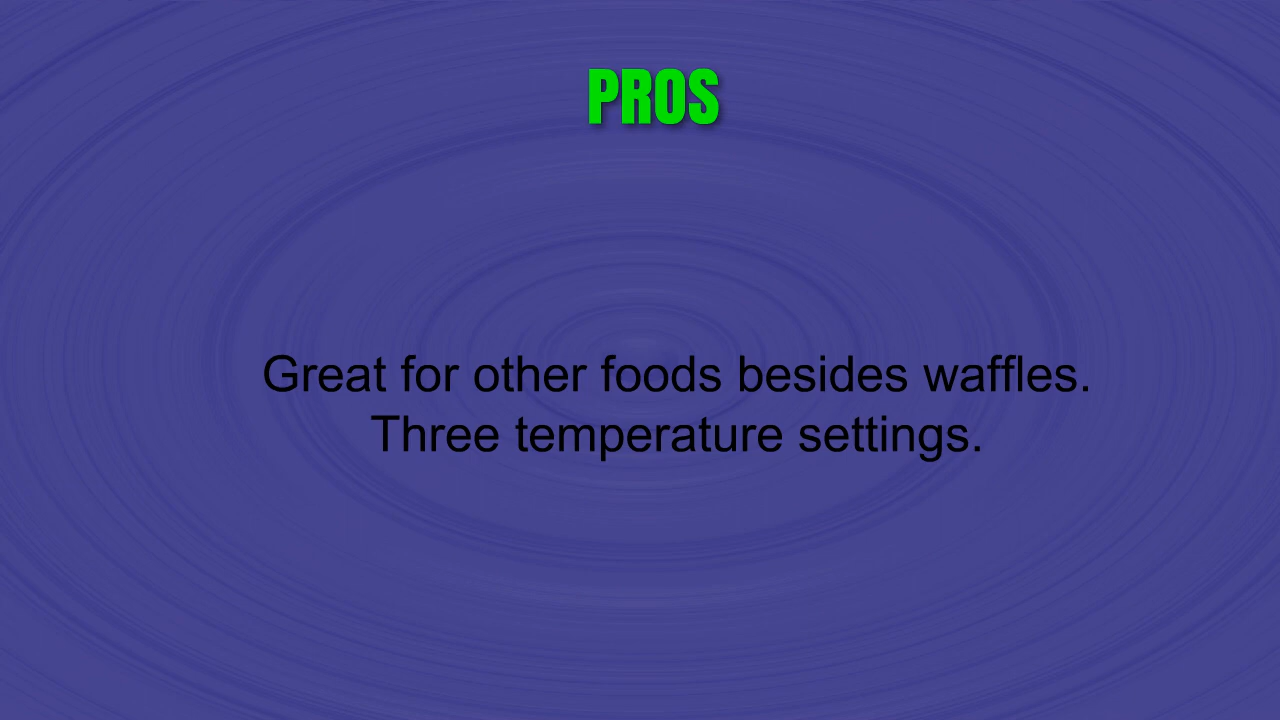 PROS
Great for other foods besides waffles.
Three temperature settings.